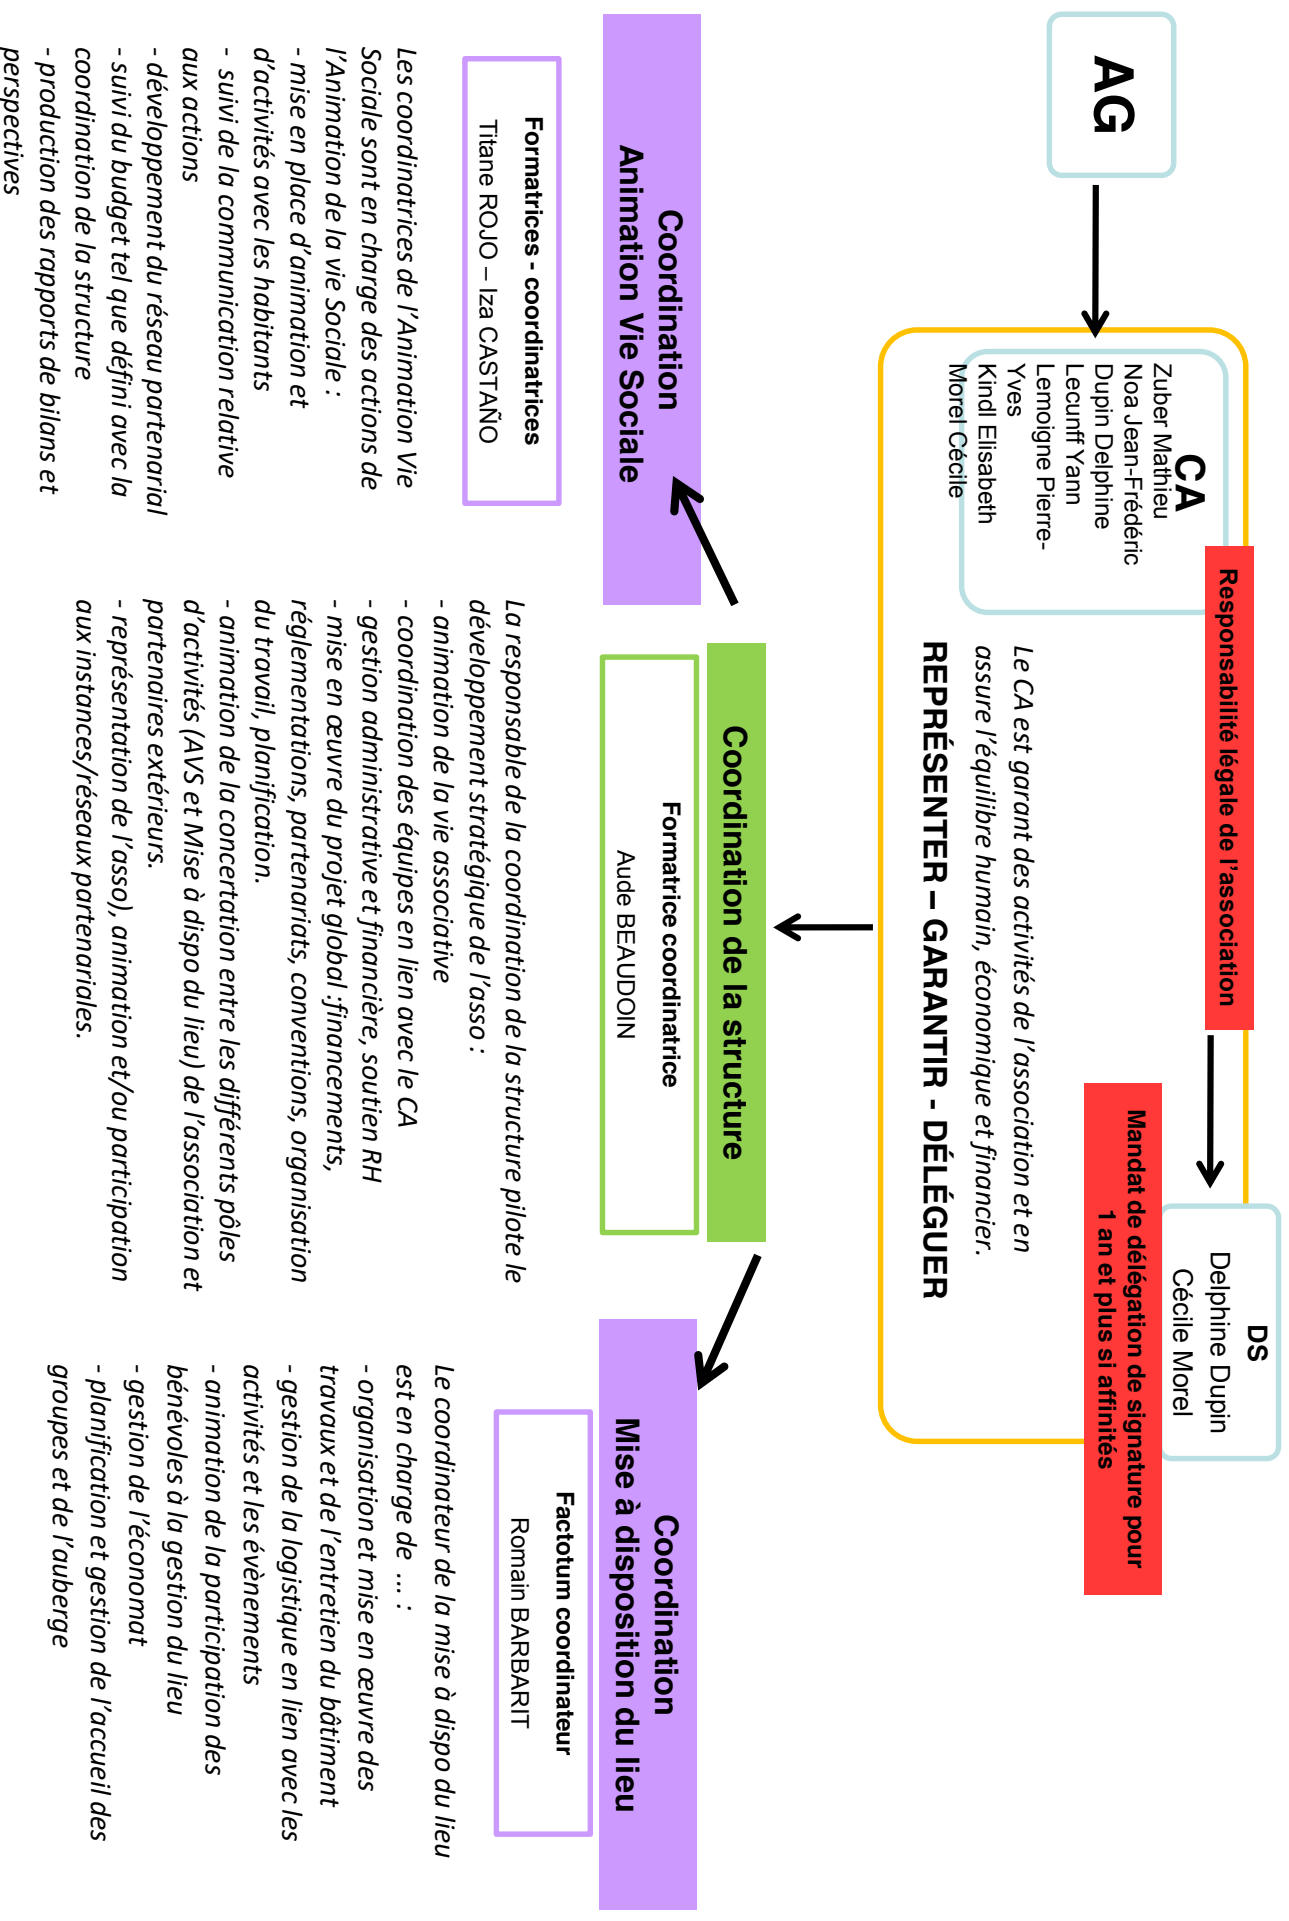 AG
CA
Zuber Mathieu
Noa Jean-Frédéric
Dupin Delphine
Lecunff Yann
Lemoigne Pierre-
Yves
Kindl Elisabeth
Morel Cécile
Responsabilité légale de l’association
Le CA est garant des activités de l’association et en
assure l’équilibre humain, économique et financier.
REPRÉSENTER – GARANTIR - DÉLÉGUER
DS
Delphine Dupin
Cécile Morel
Mandat de délégation de signature pour
1 an et plus si affinités
Coordination
Animation Vie Sociale
Formatrices - coordinatrices
Titane ROJO – Iza CASTAÑO
Les coordinatrices de l’Animation Vie
Sociale sont en charge des actions de
l’Animation de la vie Sociale :
- mise en place d’animation et
d’activités avec les habitants
- suivi de la communication relative
aux actions
- développement du réseau partenarial
- suivi du budget tel que défini avec la
coordination de la structure
- production des rapports de bilans et
perspectives
Coordination de la structure
Formatrice coordinatrice
Aude BEAUDOIN
La responsable de la coordination de la structure pilote le
développement stratégique de l’asso :
- animation de la vie associative
- coordination des équipes en lien avec le CA
- gestion administrative et financière, soutien RH
- mise en œuvre du projet global :financements,
réglementations, partenariats, conventions, organisation
du travail, planification.
- animation de la concertation entre les différents pôles
d’activités (AVS et Mise à dispo du lieu) de l’association et
partenaires extérieurs.
- représentation de l’asso), animation et/ou participation
aux instances/réseaux partenariales.
Coordination
Mise à disposition du lieu
Factotum coordinateur
Romain BARBARIT
Le coordinateur de la mise à dispo du lieu
est en charge de … :
- organisation et mise en œuvre des
travaux et de l’entretien du bâtiment
- gestion de la logistique en lien avec les
activités et les évènements
- animation de la participation des
bénévoles à la gestion du lieu
- gestion de l’économat
- planification et gestion de l’accueil des
groupes et de l’auberge